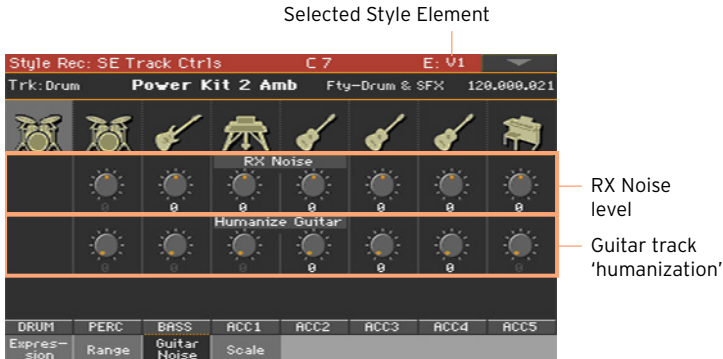 Selected Style Element
Style Rec: SE Track Ctrls C 7 E: V1
Trk:Drum Power Kit 2 Amb Fty-Drum & SFX 120.000.021
RX Noise
0 0 0 0 0 0 0
RX Noise
level
Humanize Guitar
0 0 0 0 0 0 0
Guitar track
‘humanization’
DRUM PERC BASS ACC1 ACC2 ACC3 ACC4 ACC5
Expres-
sion Range Guitar
Noise Scale